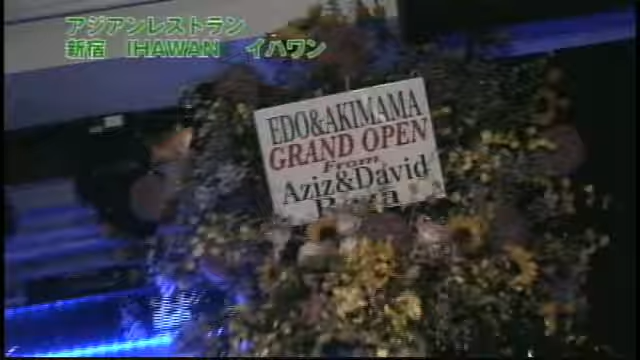 アジアンレストラン
新宿 IHAWAN イハワン
EDO&AKIMAMA
GRAND OPEN
From
Aziz&David